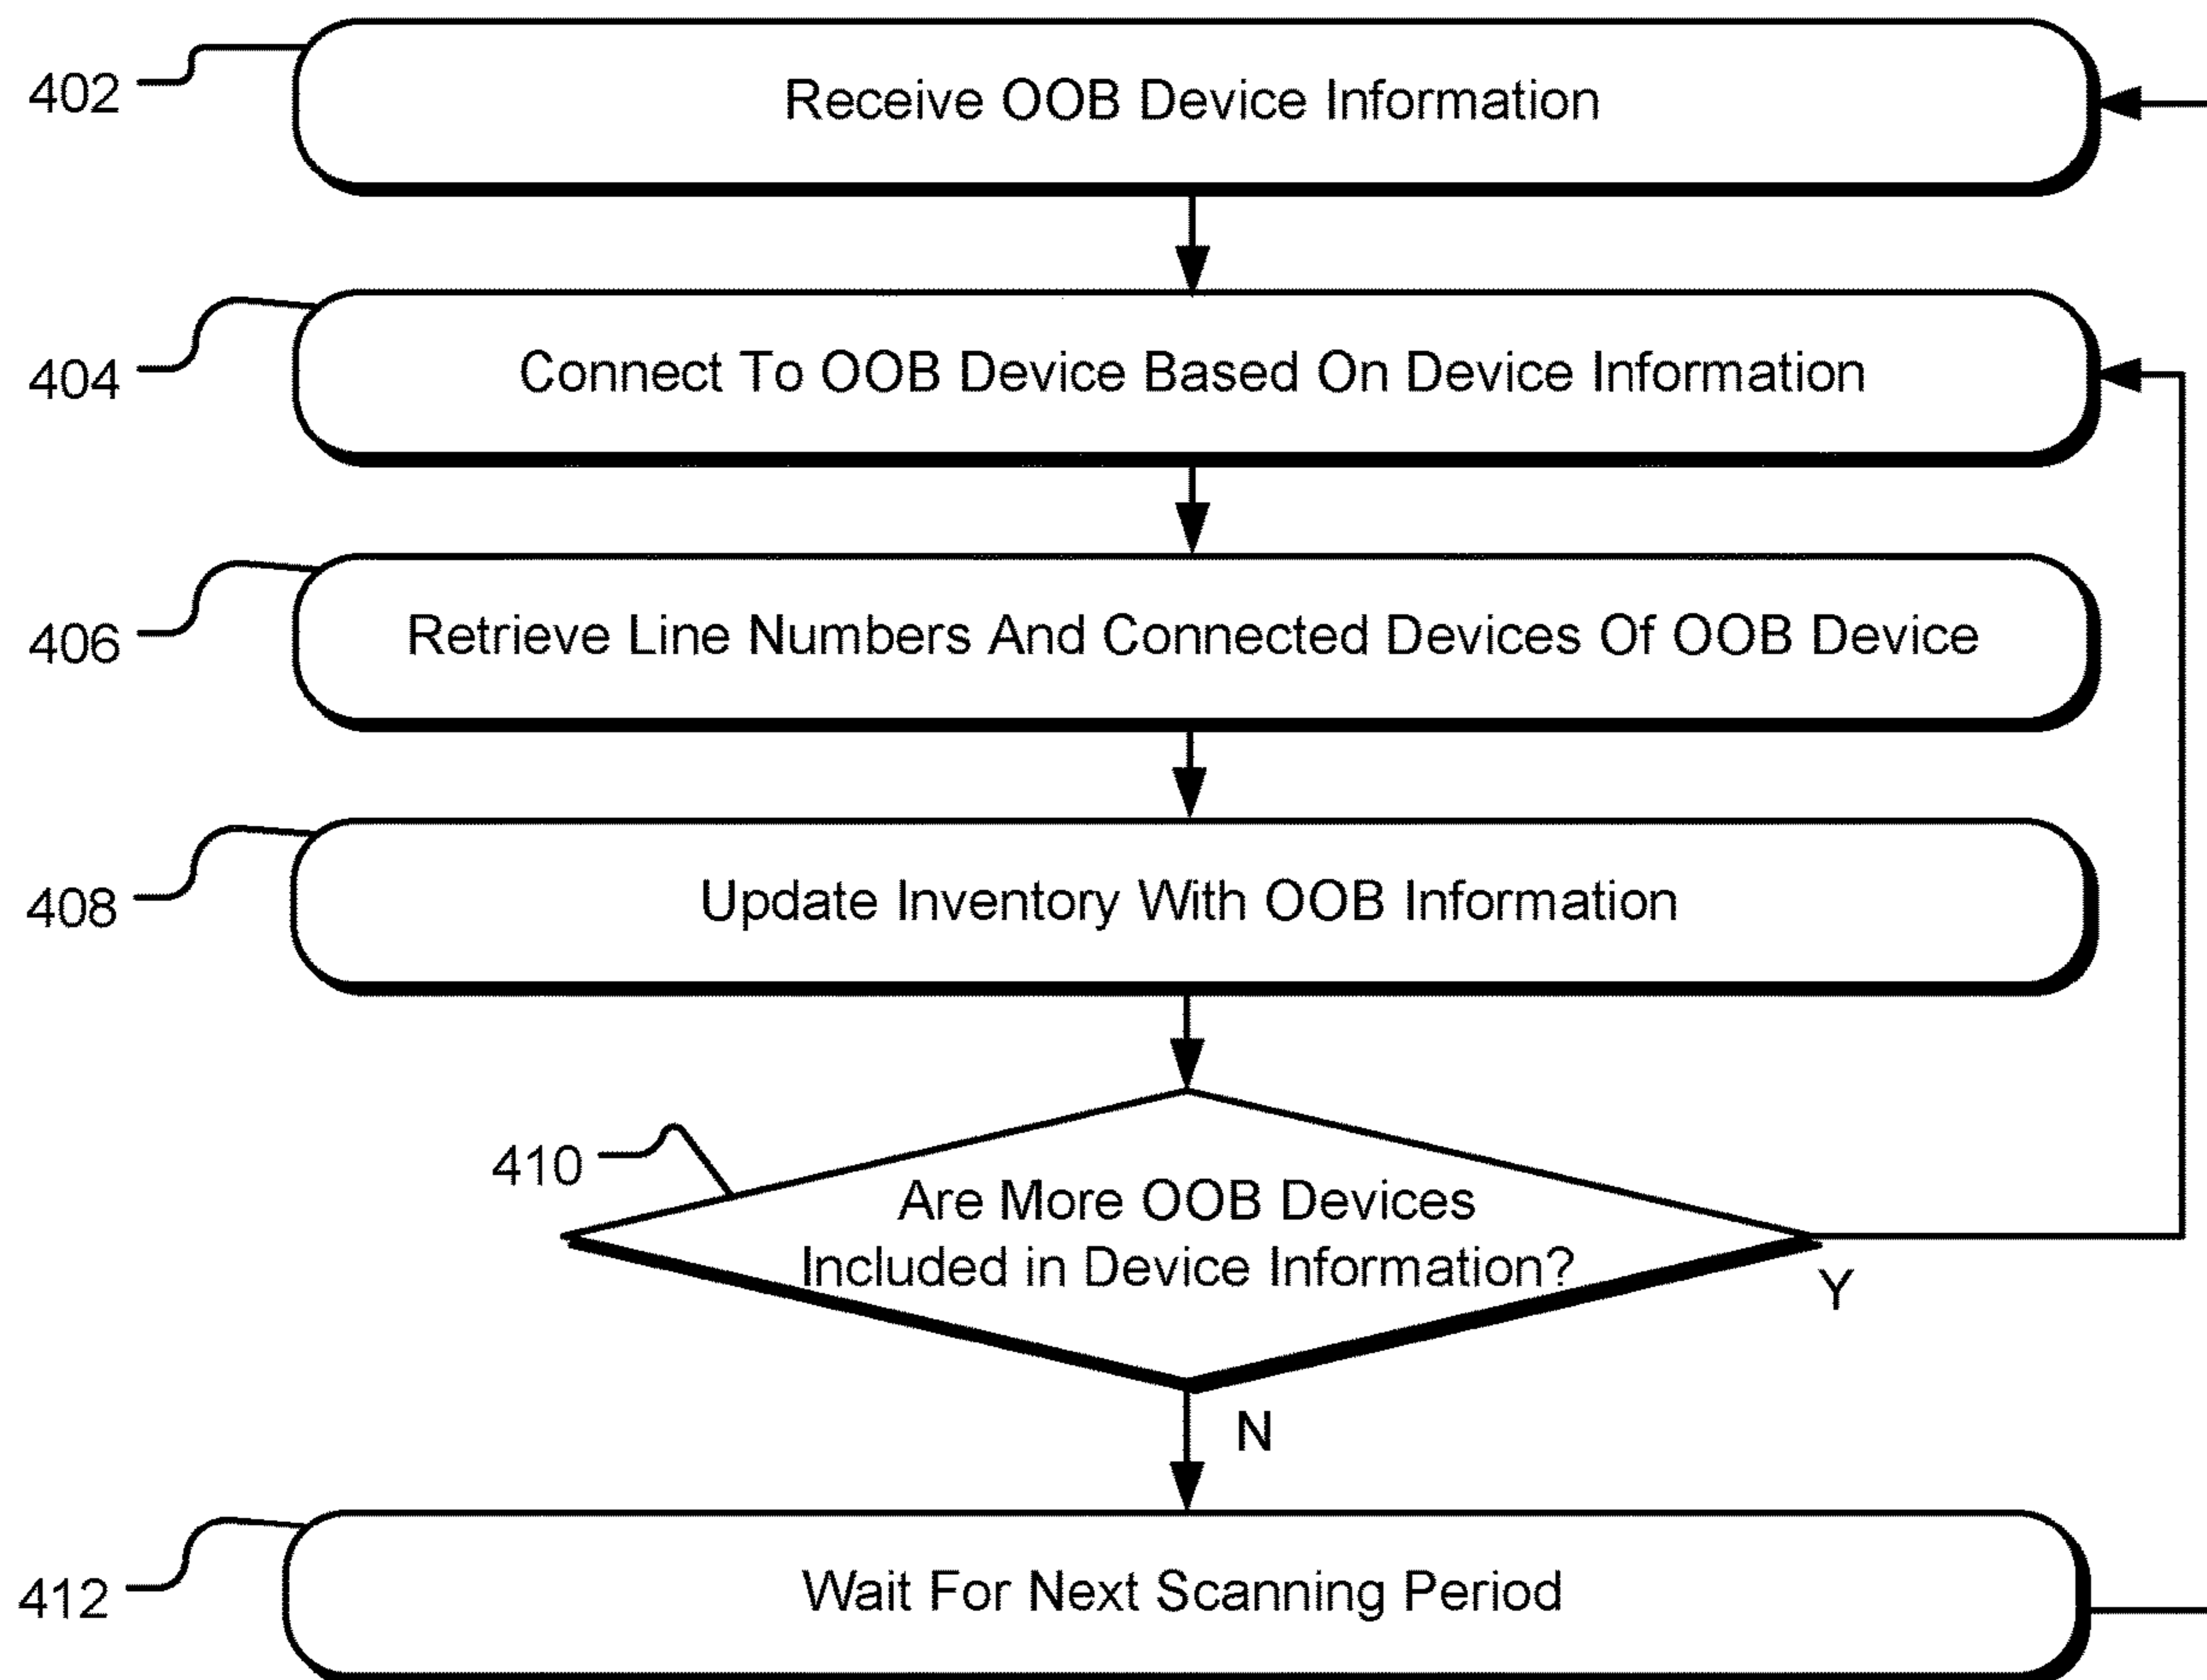 402
Receive OOB Device Information
404
Connect To OOB Device Based On Device Information
406
Retrieve Line Numbers And Connected Devices Of OOB Device
408
Update Inventory With OOB Information
410
Are More OOB Devices
Included in Device Information?
Y
N
412
Wait For Next Scanning Period